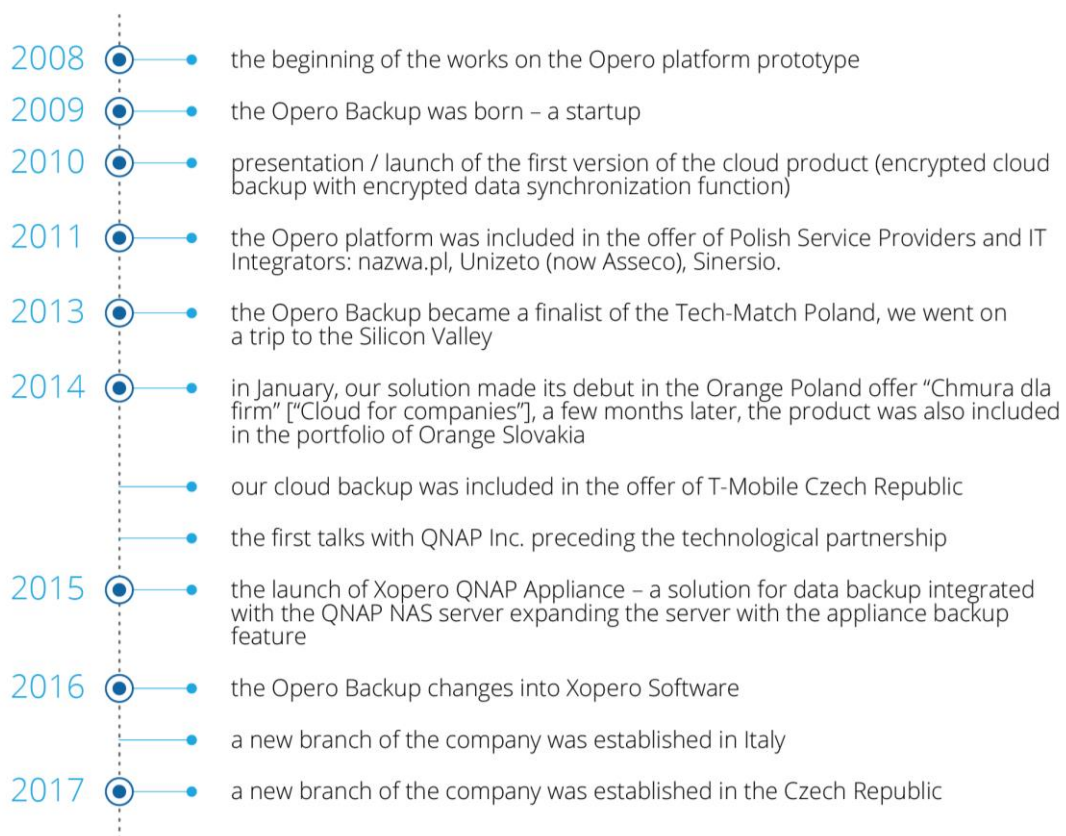 2008
the beginning of the works on the Opero platform prototype
2009
the Opero Backup was born – a startup
2010
presentation / launch of the first version of the cloud product (encrypted cloud
backup with encrypted data synchronization function)
2011
the Opero platform was included in the offer of Polish Service Providers and IT
Integrators: nazwa.pl, Unizeto (now Asseco), Sinersio.
2013
the Opero Backup became a finalist of the Tech-Match Poland, we went on
a trip to the Silicon Valley
2014
in January, our solution made its debut in the Orange Poland offer “Chmura dla
firm” [“Cloud for companies”], a few months later, the product was also included
in the portfolio of Orange Slovakia
our cloud backup was included in the offer of T-Mobile Czech Republic
the first talks with QNAP Inc. preceding the technological partnership
2015
the launch of Xopero QNAP Appliance – a solution for data backup integrated
with the QNAP NAS server expanding the server with the appliance backup
feature
2016
the Opero Backup changes into Xopero Software
a new branch of the company was established in Italy
2017
a new branch of the company was established in the Czech Republic